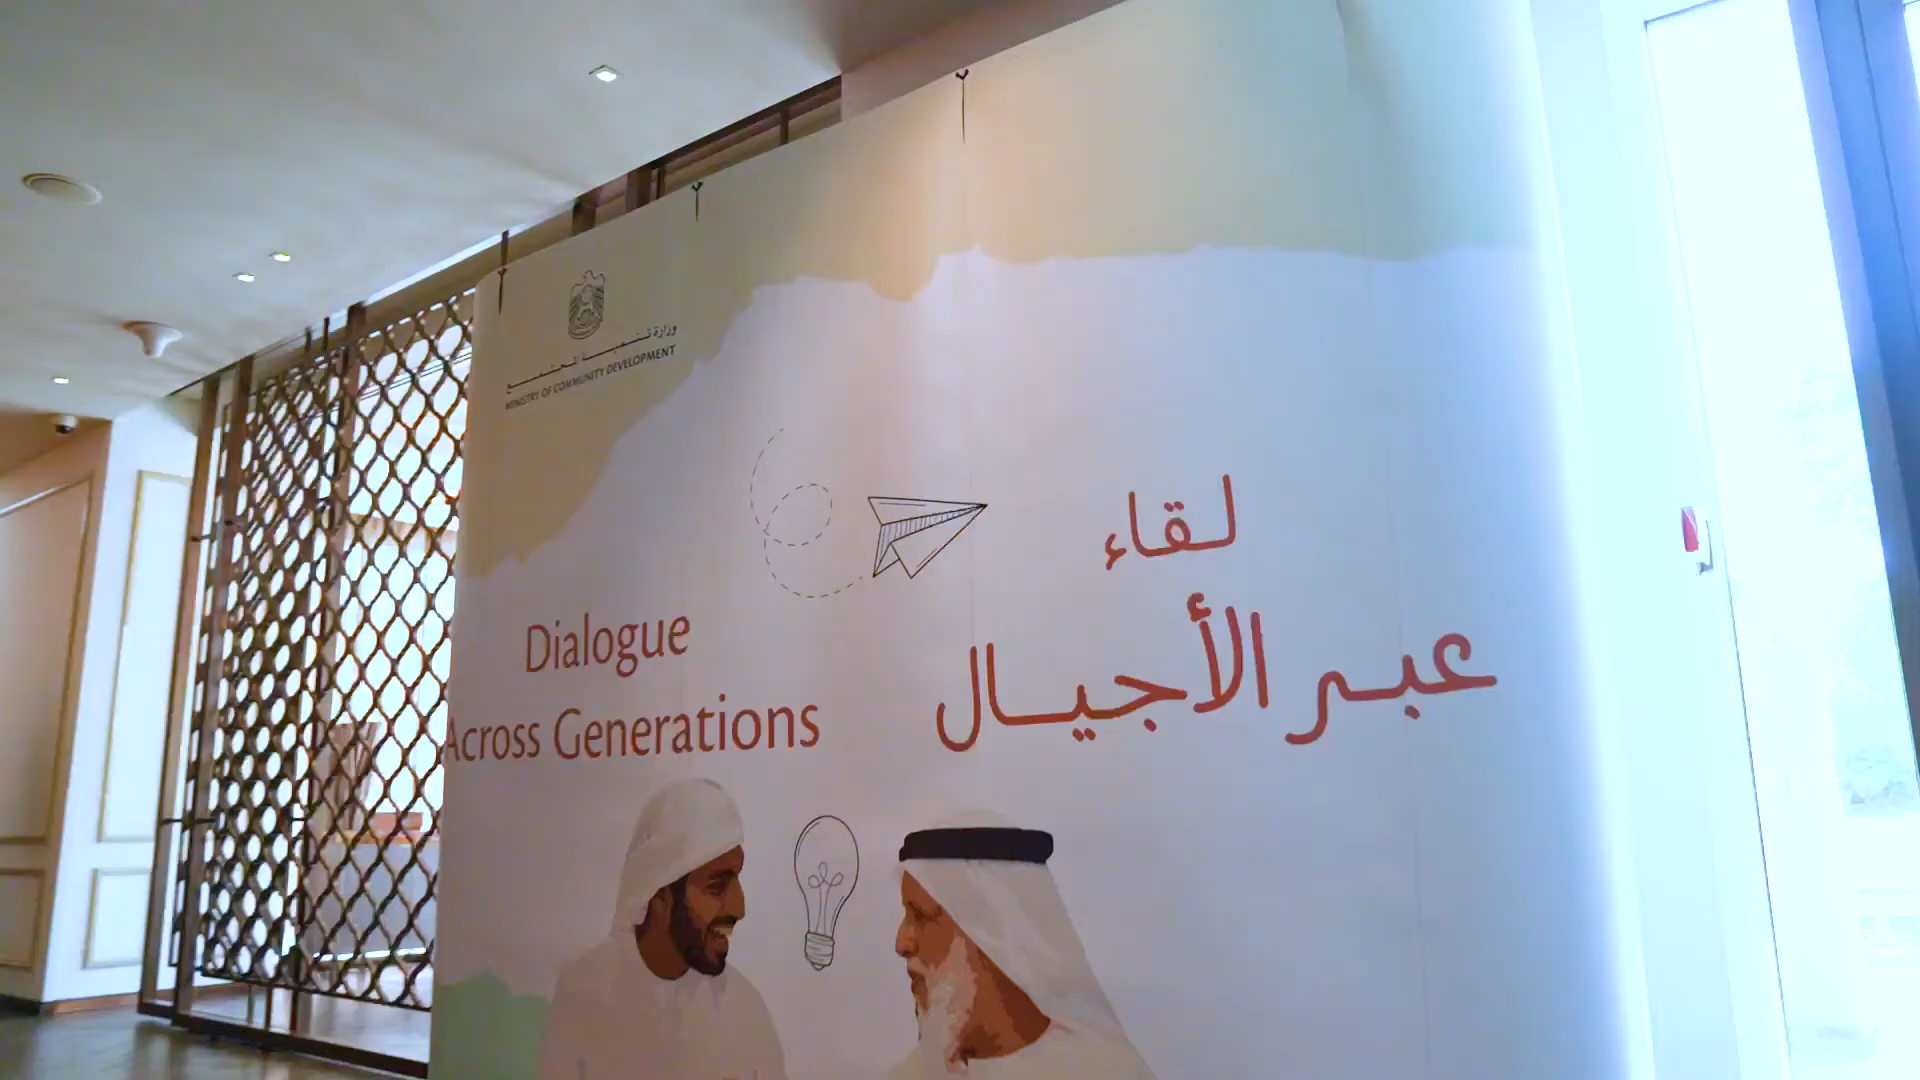 وزارة تنمية المجتمع
MINISTRY OF COMMUNITY DEVELOPMENT
لقاء
عبر الأجيال
Dialogue
Across Generations